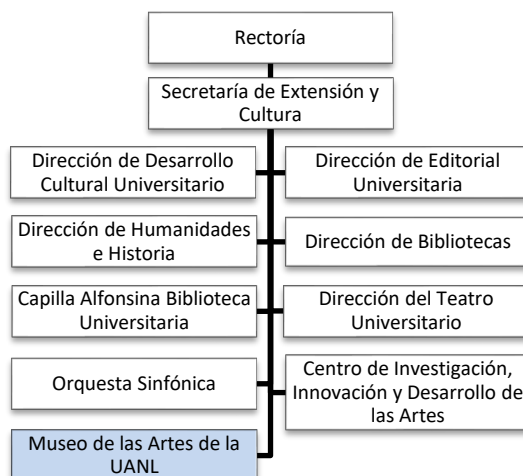 Rectoría
Secretaría de Extensión y
Cultura
Dirección de Desarrollo
Cultural Universitario
Dirección de Editorial
Universitaria
Dirección de Humanidades
e Historia
Dirección de Bibliotecas
Capilla Alfonsina Biblioteca
Universitaria
Dirección del Teatro
Universitario
Orquesta Sinfónica
Centro de Investigación,
Innovación y Desarrollo de
las Artes
Museo de las Artes de la
UANL